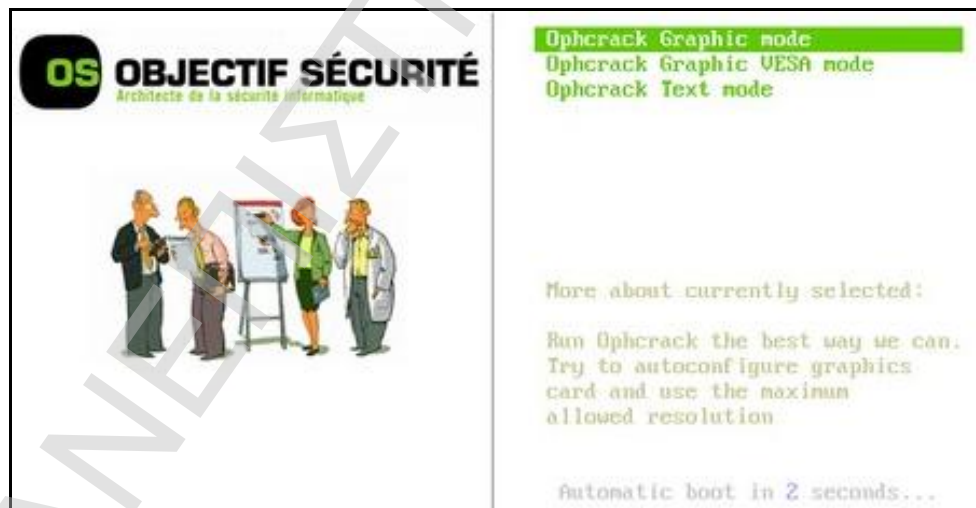 OS OBJECTIF SÉCURITÉ
Architecte de la sécurité informatique
Ophcrack Graphic mode
Ophcrack Graphic VESA mode
Ophcrack Text mode
More about currently selected:
Run Ophcrack the best way we can.
Try to autoconfigure graphics
card and use the maximum
allowed resolution
Automatic boot in 2 seconds...